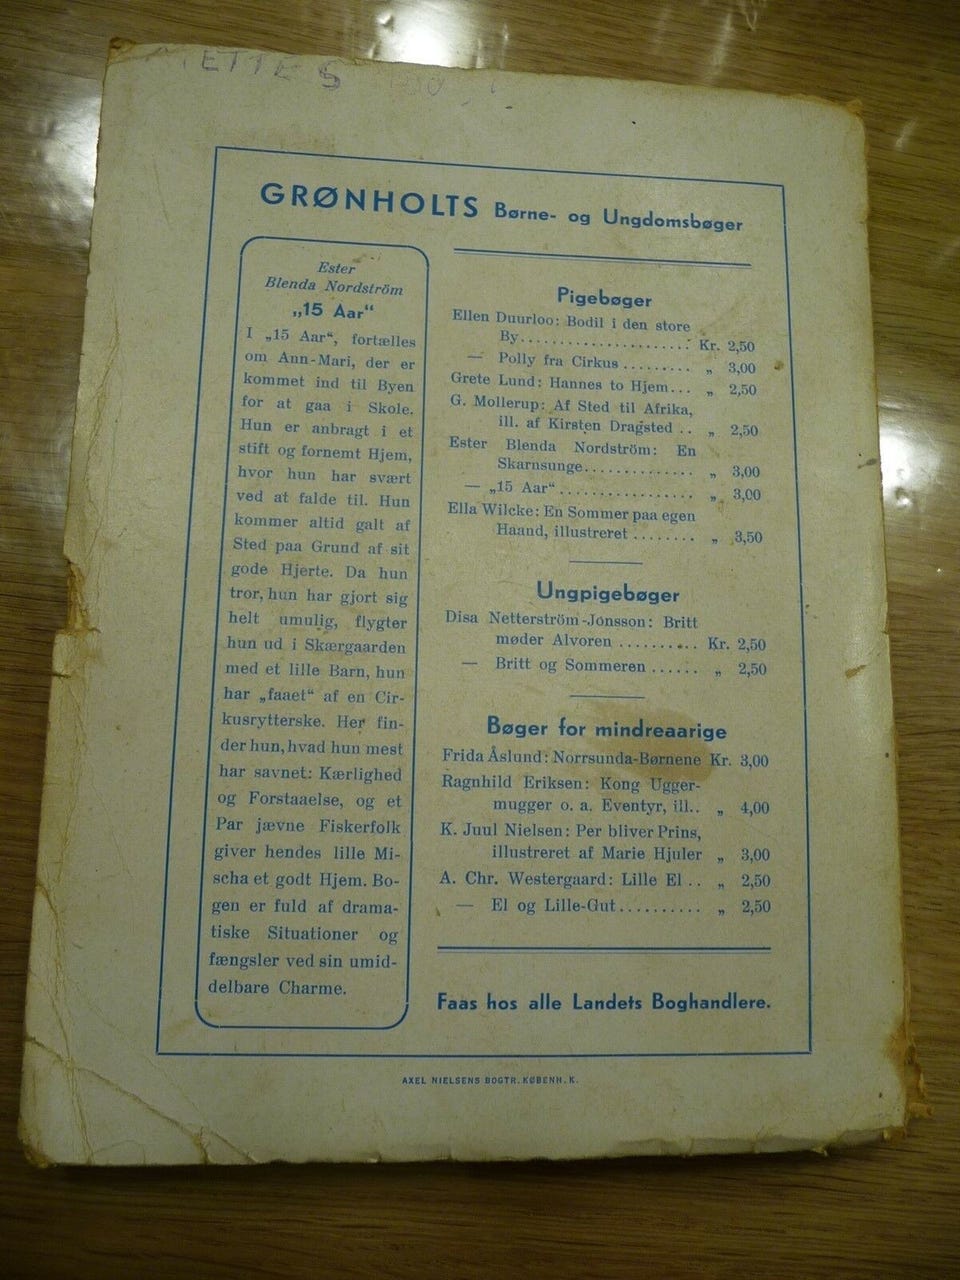 GRØNHOLTS Børne- og Ungdomsbøger
Ester
Blenda Nordström
„15 Aar“
I „15 Aar“, fortælles
om Ann-Mari, der er
kommet ind til Byen
for at gaa i Skole.
Hun er anbragt i et
stift og fornemt Hjem,
hvor hun har svært
ved at falde til. Hun
kommer altid galt af
Sted paa Grund af sit
gode Hjerte. Da hun
tror, hun har gjort sig
helt umulig, flygter
hun ud i Skærgaarden
med et lille Barn, hun
har „faaet“ af en Cir-
kusrytterske. Her fin-
der hun, hvad hun mest
har savnet: Kærlighed
og Forstaaelse, og et
Par jævne Fiskerfolk
giver hendes lille Mi-
scha et godt Hjem. Bo-
gen er fuld af drama-
tiske Situationer og
fængsler ved sin umid-
delbare Charme.
Pigebøger
Ellen Duurloo: Bodil i den store
By..................... Kr. 2,50
— Polly fra Cirkus ......... „ 3,00
Grete Lund: Hannes to Hjem... „ 2,50
G. Mollerup: Af Sted til Afrika,
ill. af Kirsten Dragsted .. „ 2,50
Ester Blenda Nordström: En
Skarnsunge.............. „ 3,00
— „15 Aar“................. „ 3,00
Ella Wilcke: En Sommer paa egen
Haand, illustreret ........ „ 3,50
Ungpigebøger
Disa Netterström-Jonsson: Britt
møder Alvoren .......... Kr. 2,50
— Britt og Sommeren ...... „ 2,50
Bøger for mindreaarige
Frida Åslund: Norrsunda-Børnene Kr. 3,00
Ragnhild Eriksen: Kong Ugger-
mugger o. a. Eventyr, ill.. „ 4,00
K. Juul Nielsen: Per bliver Prins,
illustreret af Marie Hjuler „ 3,00
A. Chr. Westergaard: Lille El .. „ 2,50
— El og Lille-Gut.......... „ 2,50
Faas hos alle Landets Boghandlere.
AXEL NIELSENS BOGTR. KØBENH. K.